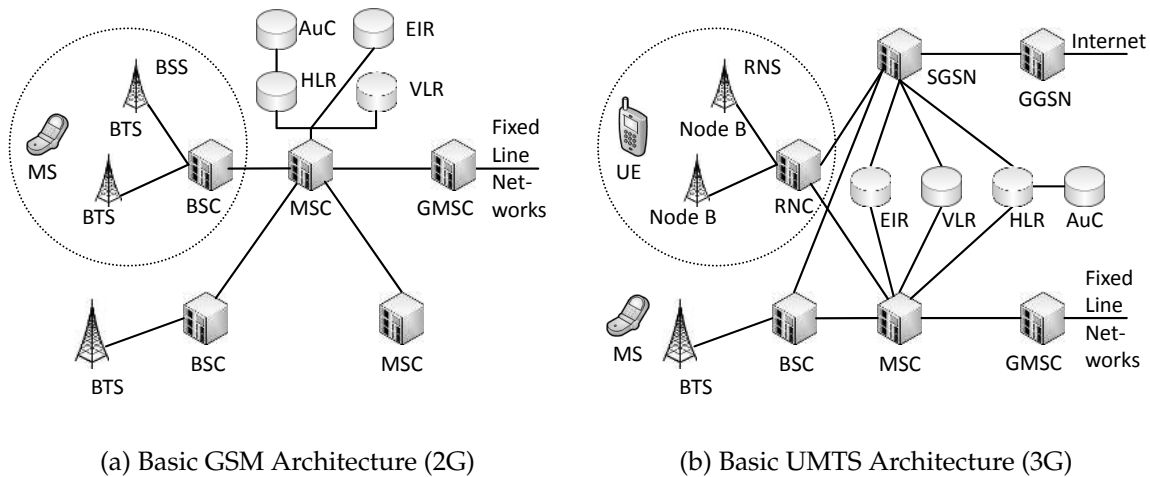 AuC
EIR
BSS
HLR
VLR
BTS
MS
BTS
BSC
MSC
GMSC
Fixed
Line
Net-
works
BTS
BSC
MSC
(a) Basic GSM Architecture (2G)
RNS
SGSN
GGSN
Internet
Node B
UE
Node B
RNC
EIR
VLR
HLR
AuC
MS
BTS
BSC
MSC
GMSC
Fixed
Line
Net-
works
(b) Basic UMTS Architecture (3G)